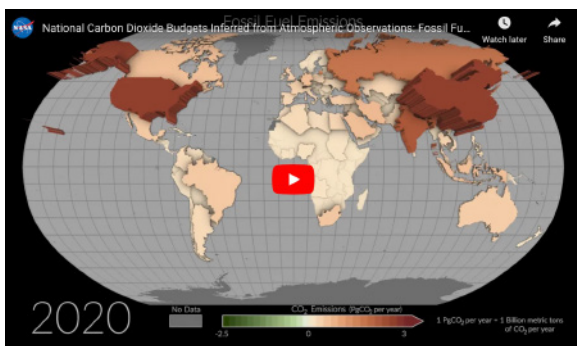 Fossil Fuel Emissions
NASA
National Carbon Dioxide Budgets Inferred from Atmospheric Observations: Fossil Fu...
Watch later
Share
2020
No Data
CO₂ Emissions (PgCO₂ per year)
-2.5
0
3
1 PgCO₂ per year = 1 Billion metric tons
of CO₂ per year